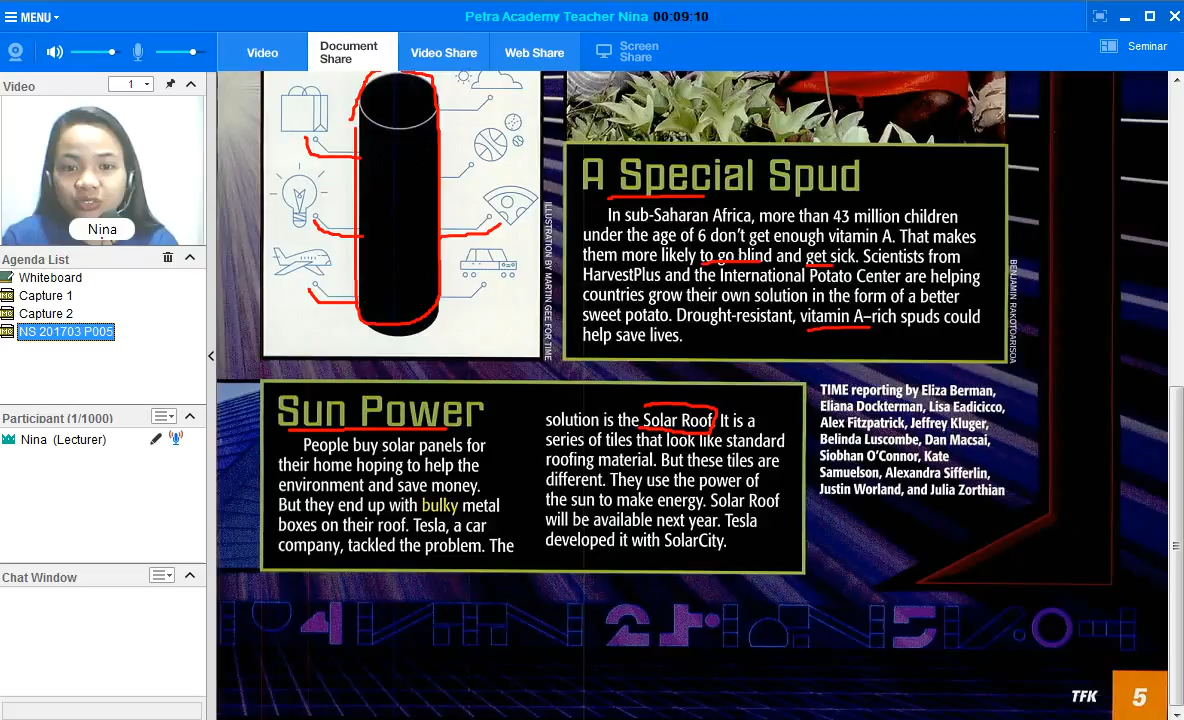 MENU
Petra Academy Teacher Nina 00:09:10
Video
Document
Share
Video Share
Web Share
Screen
Share
Seminar
Video
1
Nina
Agenda List
Whiteboard
Capture 1
Capture 2
NS 201703 P005
Participant (1/1000)
Nina (Lecturer)
Chat Window
ILLUSTRATION BY MARTIN GEE FOR TIME
A Special Spud
In sub-Saharan Africa, more than 43 million children
under the age of 6 don't get enough vitamin A. That makes
them more likely to go blind and get sick. Scientists from
HarvestPlus and the International Potato Center are helping
countries grow their own solution in the form of a better
sweet potato. Drought-resistant, vitamin A–rich spuds could
help save lives.
BENJAMIN RAKOTOARISOA
Sun Power
People buy solar panels for
their home hoping to help the
environment and save money.
But they end up with bulky metal
boxes on their roof. Tesla, a car
company, tackled the problem. The
solution is the Solar Roof. It is a
series of tiles that look like standard
roofing material. But these tiles are
different. They use the power of
the sun to make energy. Solar Roof
will be available next year. Tesla
developed it with SolarCity.
TIME reporting by Eliza Berman,
Eliana Dockterman, Lisa Eadicicco,
Alex Fitzpatrick, Jeffrey Kluger,
Belinda Luscombe, Dan Macsai,
Siobhan O'Connor, Kate
Samuelson, Alexandra Sifferlin,
Justin Worland, and Julia Zorthian
TFK 5